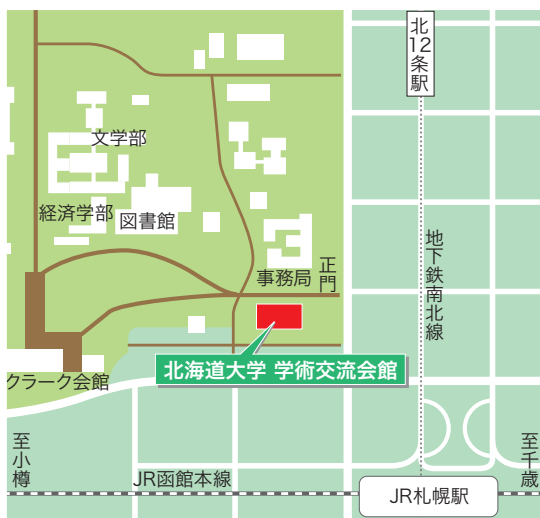 北12条駅
文学部
経済学部
図書館
地下鉄南北線
事務局
正門
北海道大学 学術交流会館
クラーク会館
至小樽
至千歳
JR函館本線
JR札幌駅